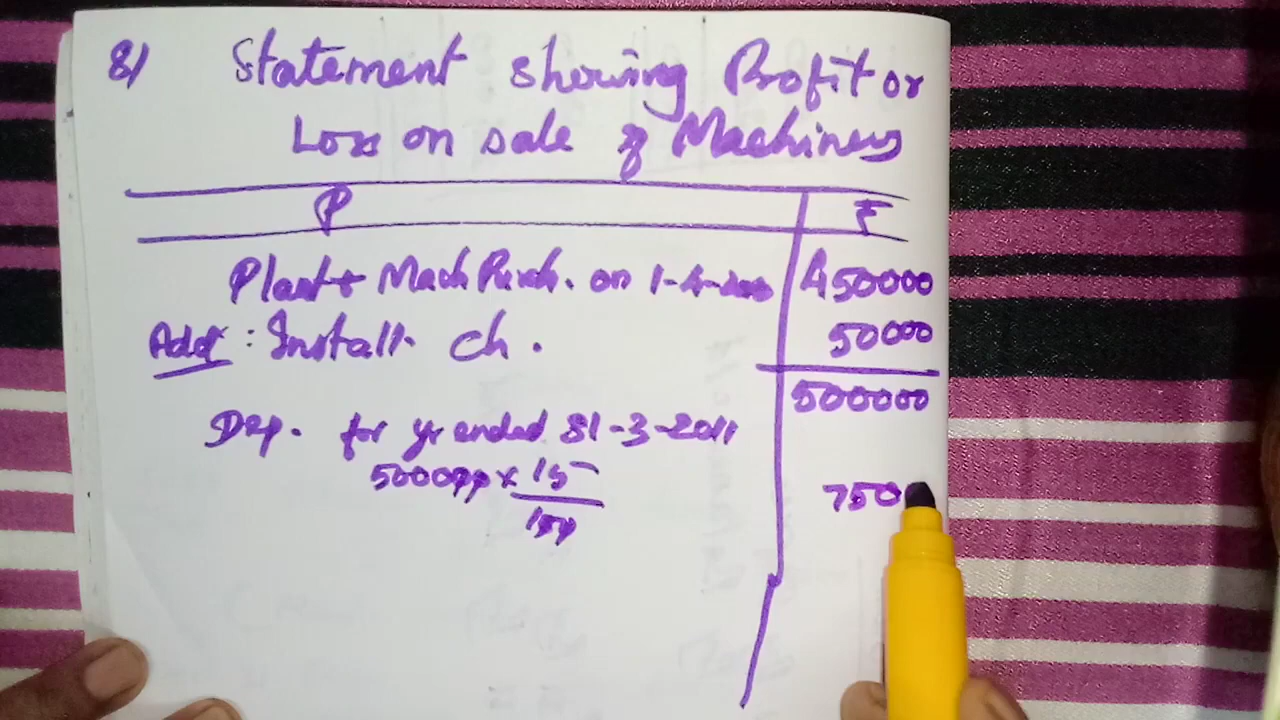 8)
Statement showing Profit or
Loss on sale of Machinery
P ₹
Plant + Mach Purch. on 1-4- 450000
Add : Install. ch. 50000
500000
Dep. for yr ended 31-3-2011
500000 × 15 750
100